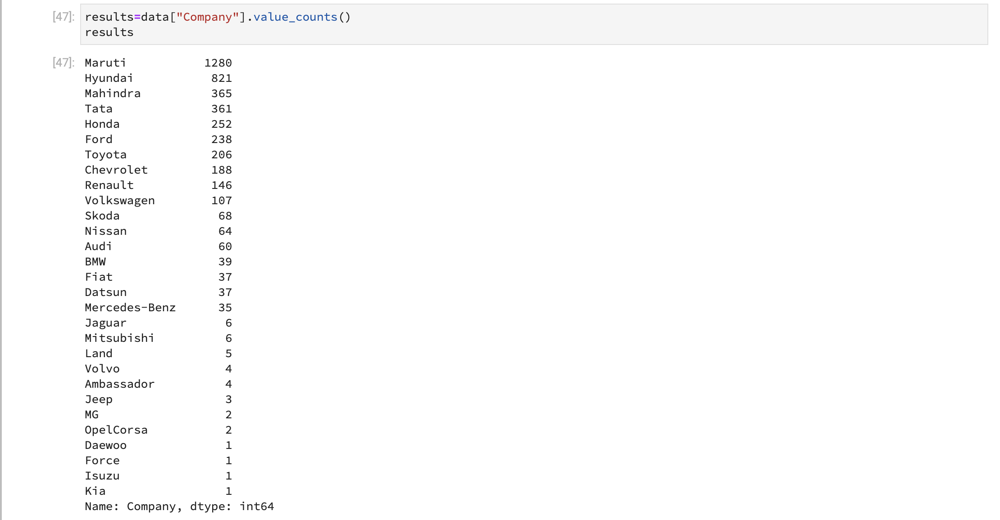 [47]: results=data["Company"].value_counts()
results
[47]: Maruti 1280
Hyundai 821
Mahindra 365
Tata 361
Honda 252
Ford 238
Toyota 206
Chevrolet 188
Renault 146
Volkswagen 107
Skoda 68
Nissan 64
Audi 60
BMW 39
Fiat 37
Datsun 37
Mercedes-Benz 35
Jaguar 6
Mitsubishi 6
Land 5
Volvo 4
Ambassador 4
Jeep 3
MG 2
OpelCorsa 2
Daewoo 1
Force 1
Isuzu 1
Kia 1
Name: Company, dtype: int64